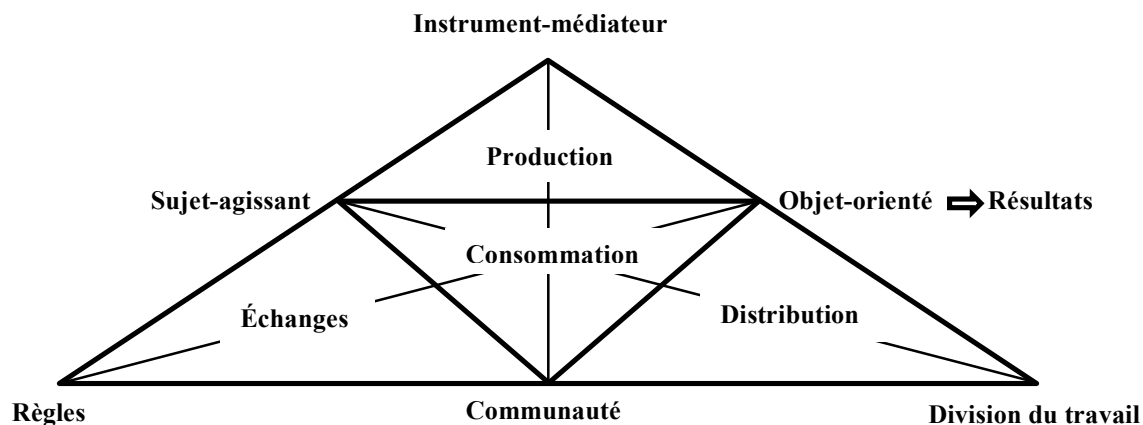 Instrument-médiateur
Production
Sujet-agissant
Objet-orienté
Résultats
Consommation
Échanges
Distribution
Règles
Communauté
Division du travail